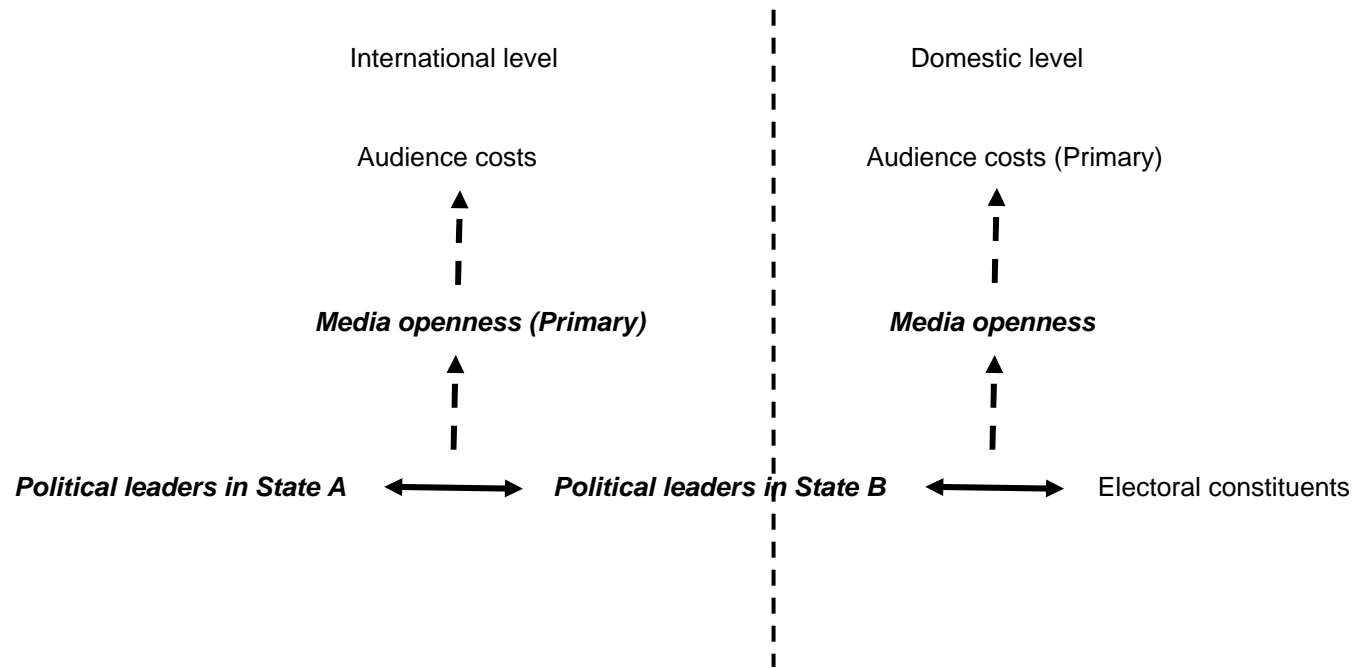 International level
Domestic level
Audience costs
Audience costs (Primary)
Media openness (Primary)
Media openness
Political leaders in State A
Political leaders in State B
Electoral constituents